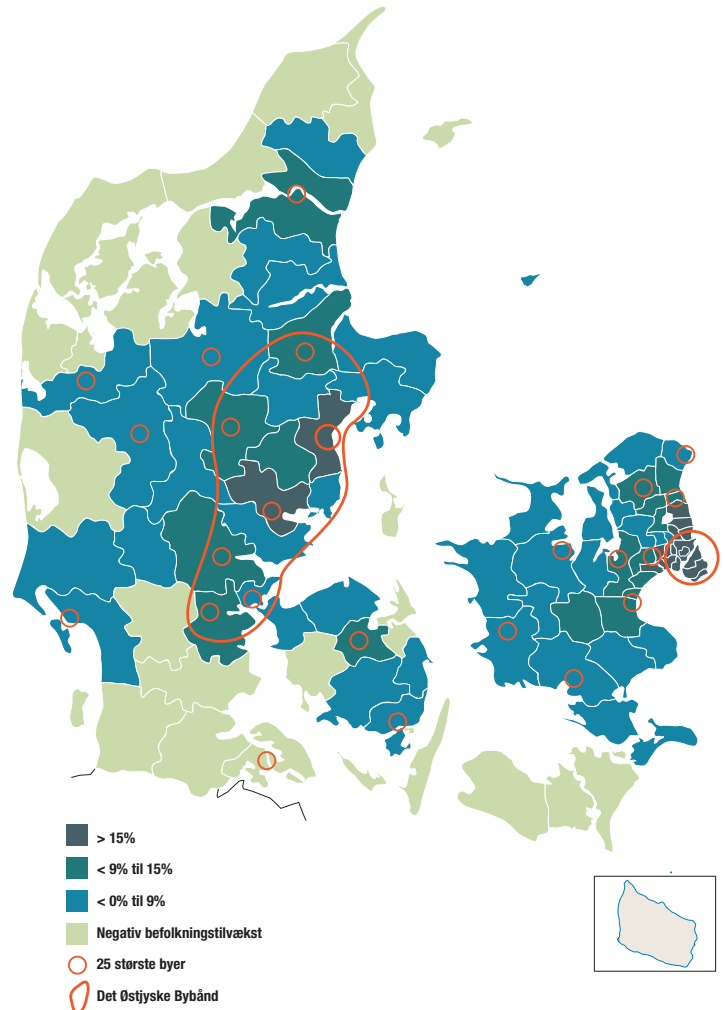 > 15%
< 9% til 15%
< 0% til 9%
Negativ befolkningstilvækst
25 største byer
Det Østjyske Bybånd